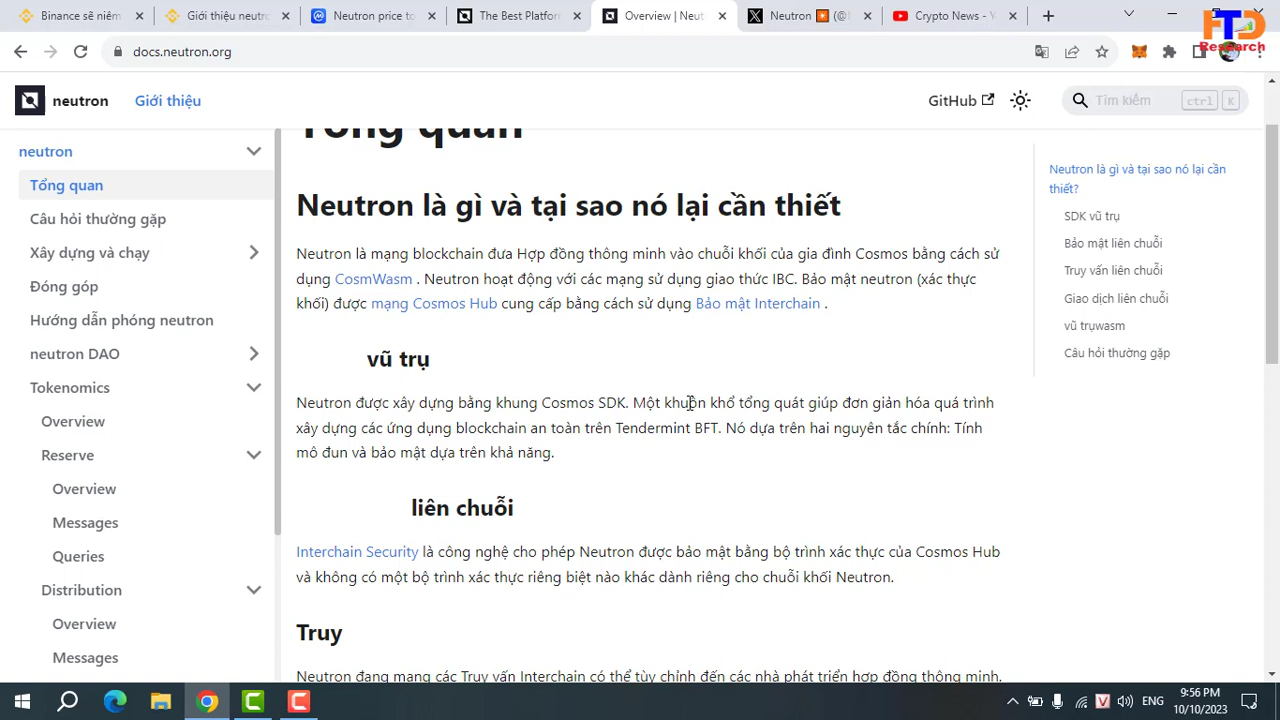 Binance sẽ niêm
Giới thiệu neutro
Neutron price to
The Best Platfor
Overview | Neut
Neutron
Crypto News - Y
HTD
Research
docs.neutron.org
neutron
Giới thiệu
GitHub
Tìm kiếm
ctrl
K
neutron
Tổng quan
Câu hỏi thường gặp
Xây dựng và chạy
Đóng góp
Hướng dẫn phóng neutron
neutron DAO
Tokenomics
Overview
Reserve
Overview
Messages
Queries
Distribution
Overview
Messages
Tổng quan
Neutron là gì và tại sao nó lại cần thiết
Neutron là mạng blockchain đưa Hợp đồng thông minh vào chuỗi khối của gia đình Cosmos bằng cách sử
dụng CosmWasm . Neutron hoạt động với các mạng sử dụng giao thức IBC. Bảo mật neutron (xác thực
khối) được mạng Cosmos Hub cung cấp bằng cách sử dụng Bảo mật Interchain .
vũ trụ
Neutron được xây dựng bằng khung Cosmos SDK. Một khuôn khổ tổng quát giúp đơn giản hóa quá trình
xây dựng các ứng dụng blockchain an toàn trên Tendermint BFT. Nó dựa trên hai nguyên tắc chính: Tính
mô đun và bảo mật dựa trên khả năng.
liên chuỗi
Interchain Security là công nghệ cho phép Neutron được bảo mật bằng bộ trình xác thực của Cosmos Hub
và không có một bộ trình xác thực riêng biệt nào khác dành riêng cho chuỗi khối Neutron.
Truy
Neutron đang mang các Truy vấn Interchain có thể tùy chỉnh đến các nhà phát triển hợp đồng thông minh.
Neutron là gì và tại sao nó lại cần
thiết?
SDK vũ trụ
Bảo mật liên chuỗi
Truy vấn liên chuỗi
Giao dịch liên chuỗi
vũ trụwasm
Câu hỏi thường gặp
V
ENG
9:56 PM
10/10/2023